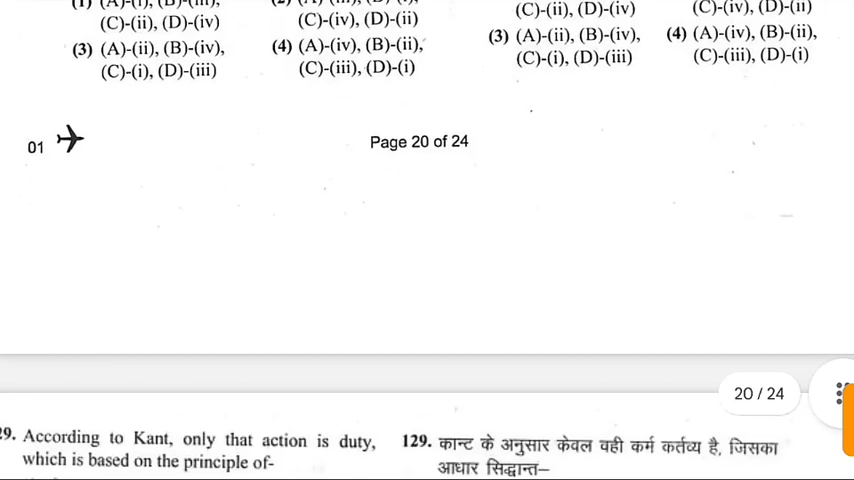 (C)-(ii), (D)-(iv)
(C)-(iv), (D)-(ii)
(3) (A)-(ii), (B)-(iv),
(C)-(i), (D)-(iii)
(4) (A)-(iv), (B)-(ii),
(C)-(iii), (D)-(i)
(C)-(ii), (D)-(iv)
(C)-(iv), (D)-(ii)
(3) (A)-(ii), (B)-(iv),
(C)-(i), (D)-(iii)
(4) (A)-(iv), (B)-(ii),
(C)-(iii), (D)-(i)
01
Page 20 of 24
20 / 24
29. According to Kant, only that action is duty,
which is based on the principle of-
129. कान्ट के अनुसार केवल वही कर्म कर्तव्य है, जिसका
आधार सिद्धान्त–